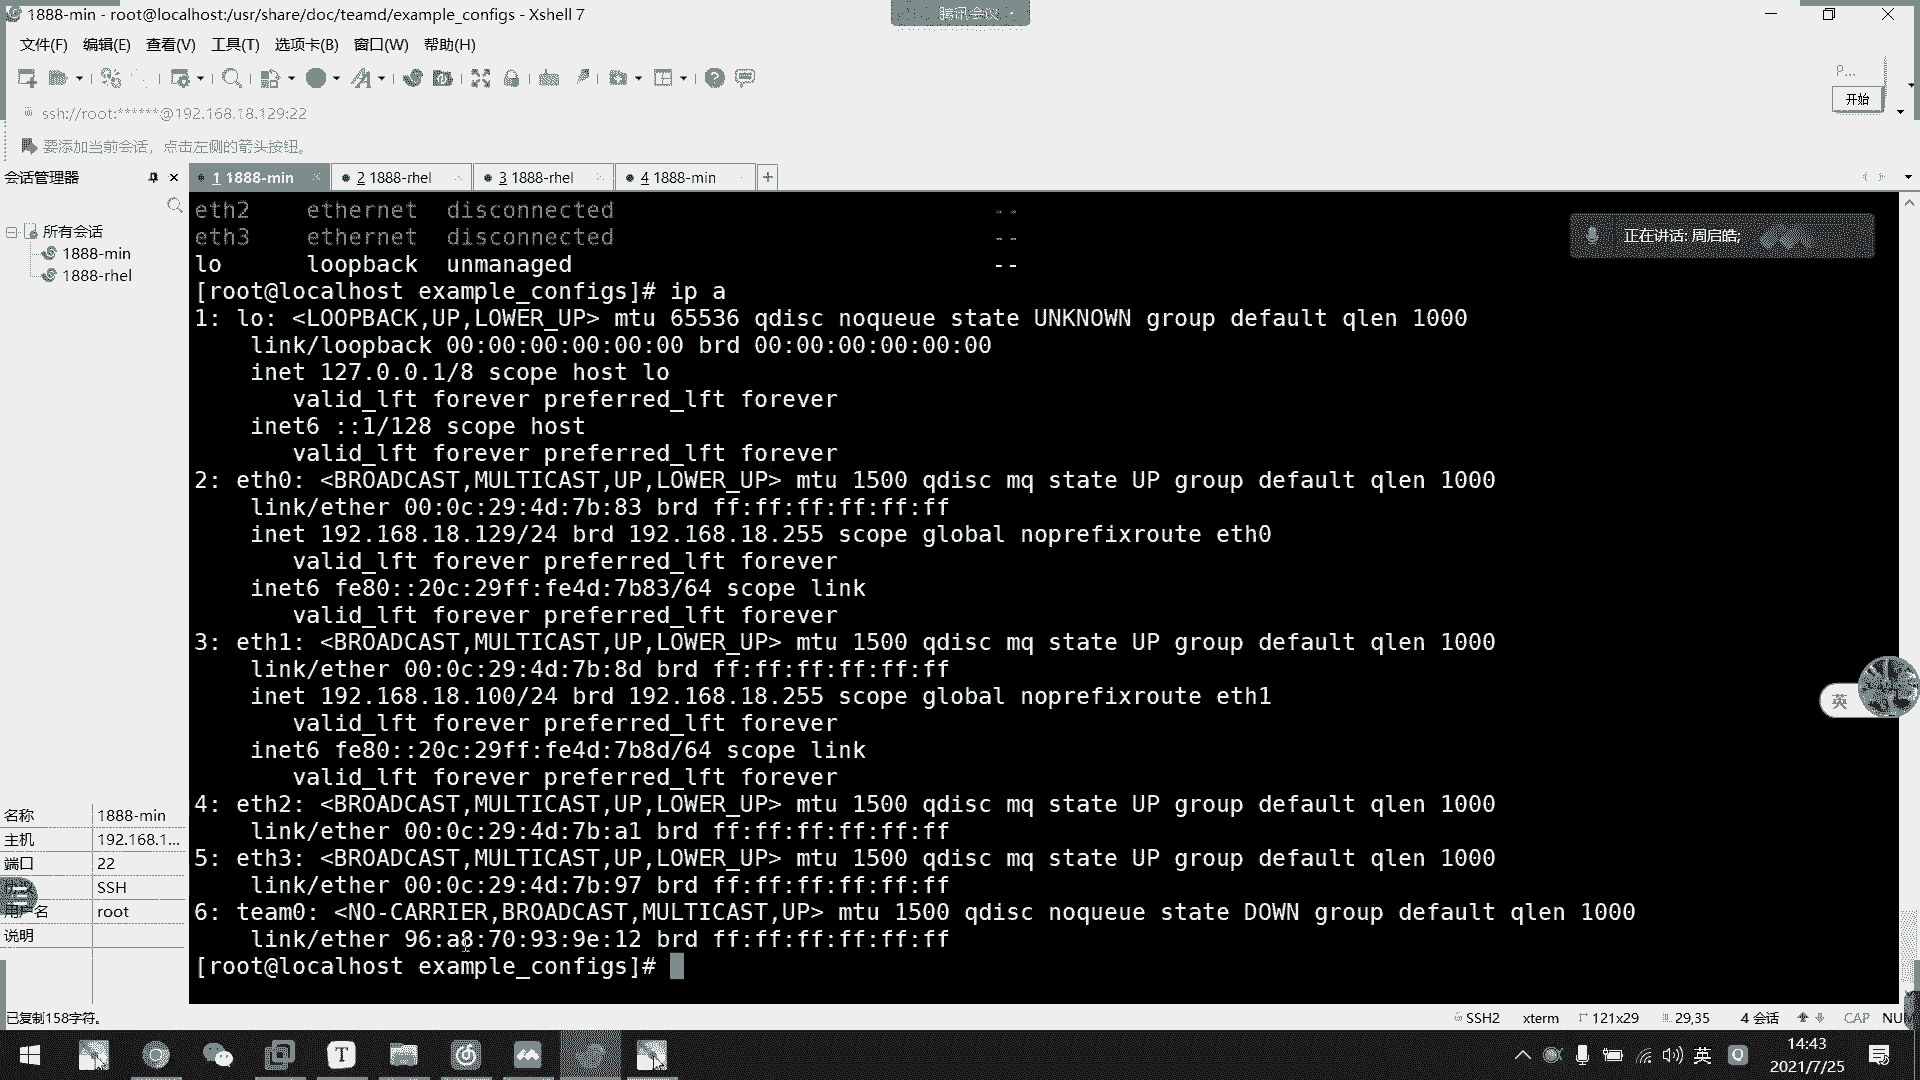 1888-min - root@localhost:/usr/share/doc/teamd/example_configs - Xshell 7
腾讯会议
文件(F) 编辑(E) 查看(V) 工具(T) 选项卡(B) 窗口(W) 帮助(H)
P...
开始
ssh://root:******@192.168.18.129:22
要添加当前会话，点击左侧的箭头按钮。
会话管理器
1 1888-min
2 1888-rhel
3 1888-rhel
4 1888-min
所有会话
1888-min
1888-rhel
正在讲话: 周启皓;
eth2 ethernet disconnected --
eth3 ethernet disconnected --
lo loopback unmanaged --
[root@localhost example_configs]# ip a
1: lo: <LOOPBACK,UP,LOWER_UP> mtu 65536 qdisc noqueue state UNKNOWN group default qlen 1000
link/loopback 00:00:00:00:00:00 brd 00:00:00:00:00:00
inet 127.0.0.1/8 scope host lo
valid_lft forever preferred_lft forever
inet6 ::1/128 scope host
valid_lft forever preferred_lft forever
2: eth0: <BROADCAST,MULTICAST,UP,LOWER_UP> mtu 1500 qdisc mq state UP group default qlen 1000
link/ether 00:0c:29:4d:7b:83 brd ff:ff:ff:ff:ff:ff
inet 192.168.18.129/24 brd 192.168.18.255 scope global noprefixroute eth0
valid_lft forever preferred_lft forever
inet6 fe80::20c:29ff:fe4d:7b83/64 scope link
valid_lft forever preferred_lft forever
3: eth1: <BROADCAST,MULTICAST,UP,LOWER_UP> mtu 1500 qdisc mq state UP group default qlen 1000
link/ether 00:0c:29:4d:7b:8d brd ff:ff:ff:ff:ff:ff
inet 192.168.18.100/24 brd 192.168.18.255 scope global noprefixroute eth1
valid_lft forever preferred_lft forever
inet6 fe80::20c:29ff:fe4d:7b8d/64 scope link
valid_lft forever preferred_lft forever
4: eth2: <BROADCAST,MULTICAST,UP,LOWER_UP> mtu 1500 qdisc mq state UP group default qlen 1000
link/ether 00:0c:29:4d:7b:a1 brd ff:ff:ff:ff:ff:ff
5: eth3: <BROADCAST,MULTICAST,UP,LOWER_UP> mtu 1500 qdisc mq state UP group default qlen 1000
link/ether 00:0c:29:4d:7b:97 brd ff:ff:ff:ff:ff:ff
6: team0: <NO-CARRIER,BROADCAST,MULTICAST,UP> mtu 1500 qdisc noqueue state DOWN group default qlen 1000
link/ether 96:a8:70:93:9e:12 brd ff:ff:ff:ff:ff:ff
[root@localhost example_configs]#
英
名称 1888-min
主机 192.168.1...
端口 22
SSH
用户名 root
说明
已复制158字符。
SSH2 xterm 121x29 29,35 4 会话 CAP NUM
英
14:43
2021/7/25